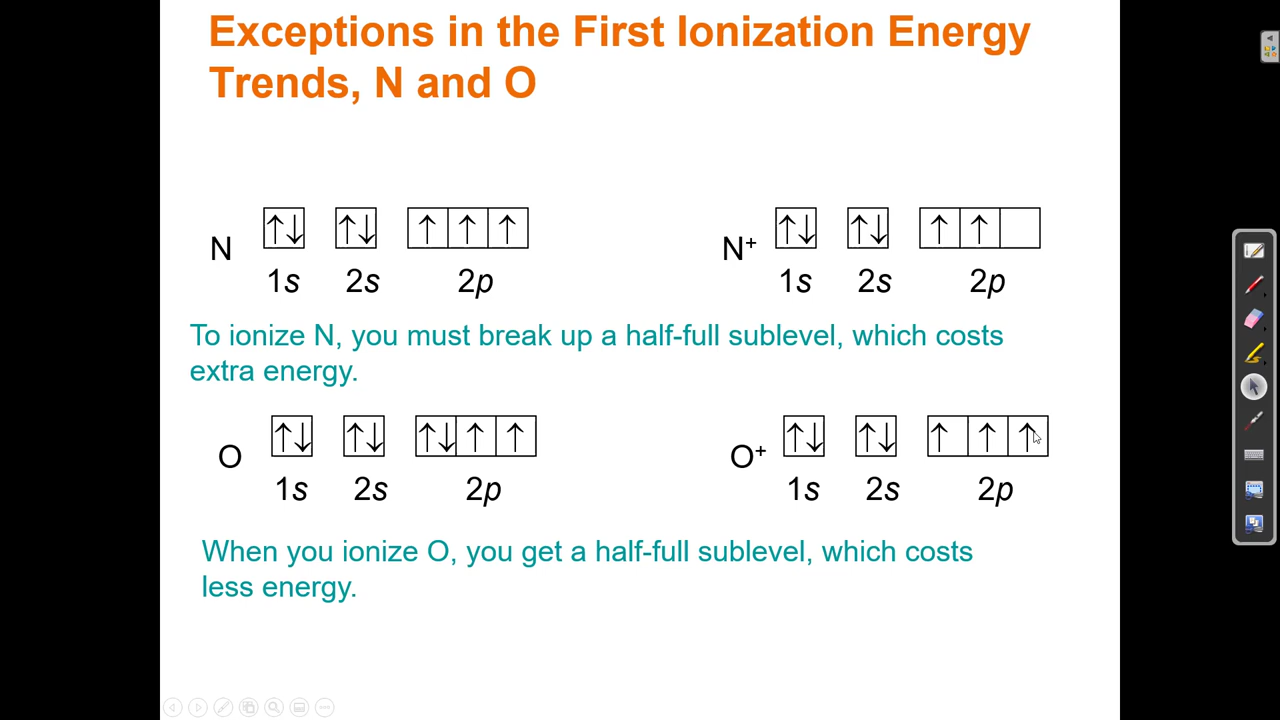 Exceptions in the First Ionization Energy
Trends, N and O
N ↑↓ ↑↓ ↑ ↑ ↑
1s 2s 2p
N⁺ ↑↓ ↑↓ ↑ ↑
1s 2s 2p
To ionize N, you must break up a half-full sublevel, which costs
extra energy.
O ↑↓ ↑↓ ↑↓ ↑ ↑
1s 2s 2p
O⁺ ↑↓ ↑↓ ↑ ↑ ↑
1s 2s 2p
When you ionize O, you get a half-full sublevel, which costs
less energy.